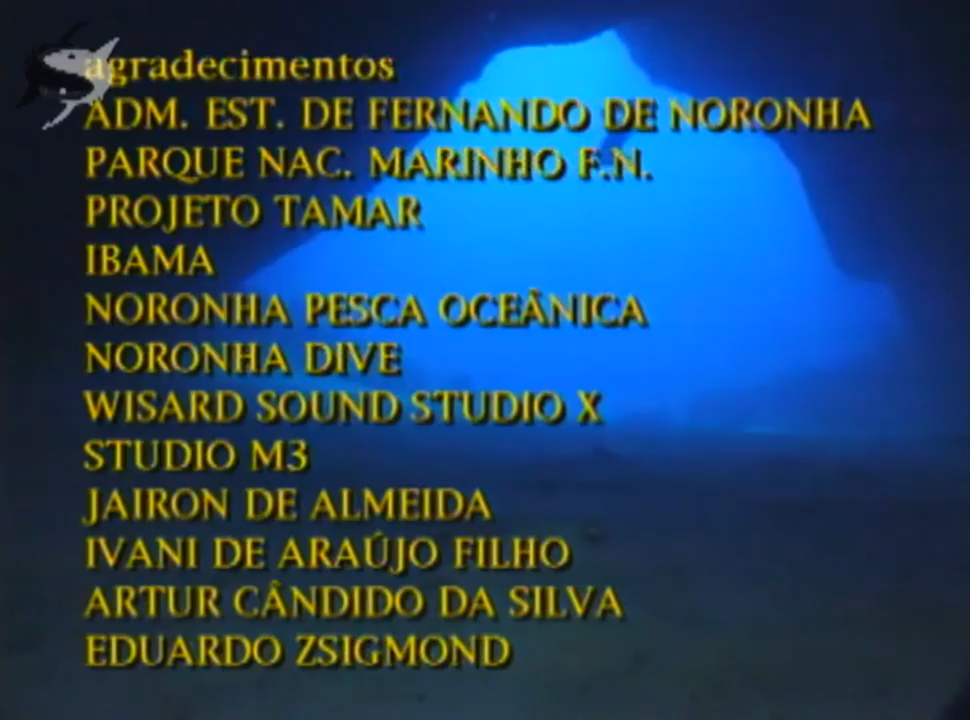 agradecimentos
ADM. EST. DE FERNANDO DE NORONHA
PARQUE NAC. MARINHO F.N.
PROJETO TAMAR
IBAMA
NORONHA PESCA OCEÂNICA
NORONHA DIVE
WISARD SOUND STUDIO X
STUDIO M3
JAIRON DE ALMEIDA
IVANI DE ARAÚJO FILHO
ARTUR CÂNDIDO DA SILVA
EDUARDO ZSIGMOND